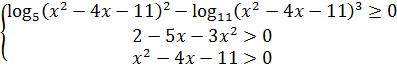 log₅(x² − 4x − 11)² − log₁₁(x² − 4x − 11)³ ≥ 0
2 − 5x − 3x² > 0
x² − 4x − 11 > 0